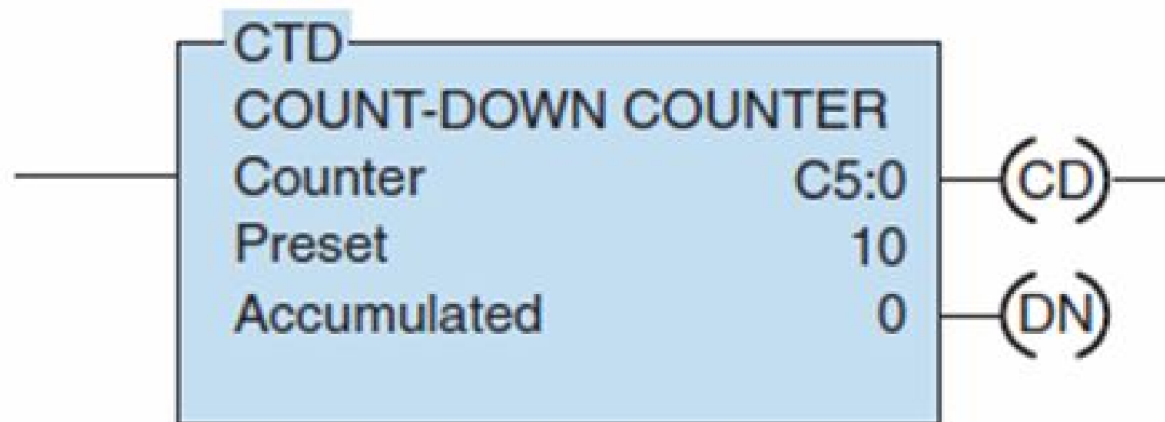 CTD
COUNT-DOWN COUNTER
Counter C5:0 (CD)
Preset 10
Accumulated 0 (DN)